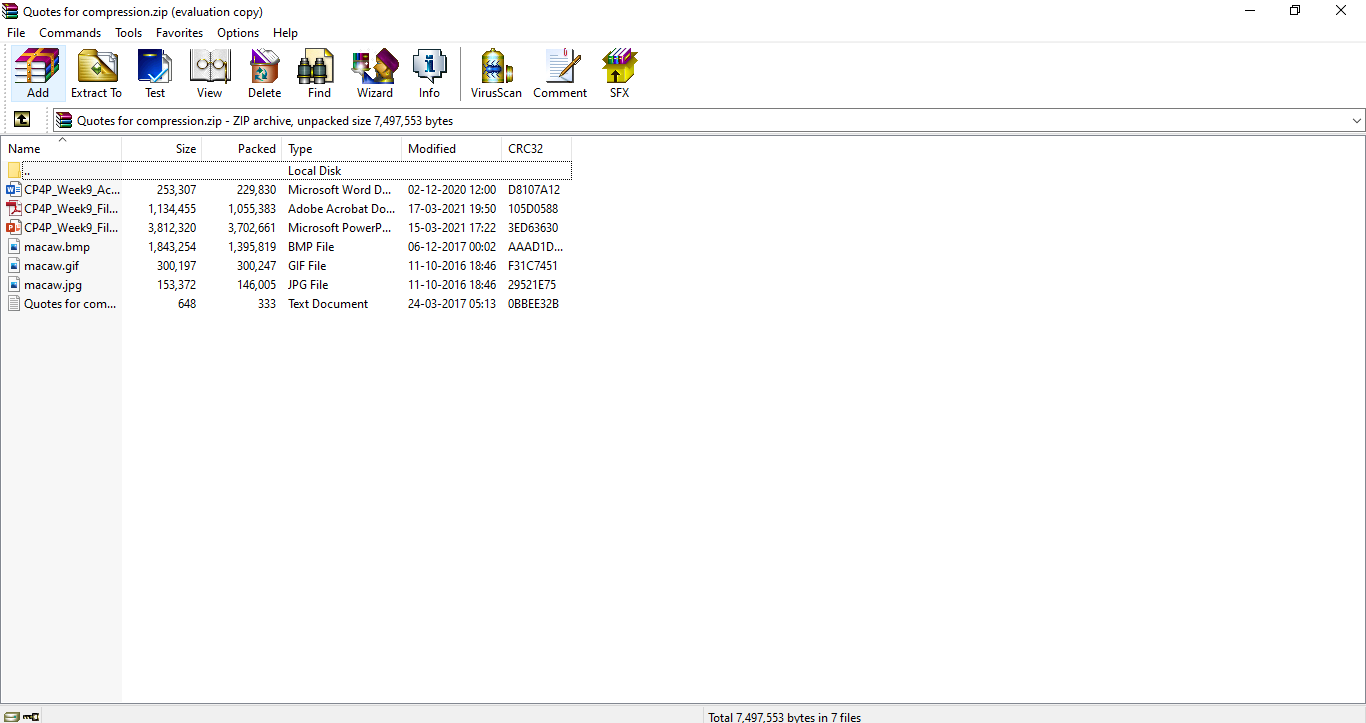 Quotes for compression.zip (evaluation copy)
File Commands Tools Favorites Options Help
Add Extract To Test View Delete Find Wizard Info VirusScan Comment SFX
Quotes for compression.zip - ZIP archive, unpacked size 7,497,553 bytes
Name Size Packed Type Modified CRC32
.. Local Disk
CP4P_Week9_Ac... 253,307 229,830 Microsoft Word D... 02-12-2020 12:00 D8107A12
CP4P_Week9_Fil... 1,134,455 1,055,383 Adobe Acrobat Do... 17-03-2021 19:50 105D0588
CP4P_Week9_Fil... 3,812,320 3,702,661 Microsoft PowerP... 15-03-2021 17:22 3ED63630
macaw.bmp 1,843,254 1,395,819 BMP File 06-12-2017 00:02 AAAD1D...
macaw.gif 300,197 300,247 GIF File 11-10-2016 18:46 F31C7451
macaw.jpg 153,372 146,005 JPG File 11-10-2016 18:46 29521E75
Quotes for com... 648 333 Text Document 24-03-2017 05:13 0BBEE32B
Total 7,497,553 bytes in 7 files